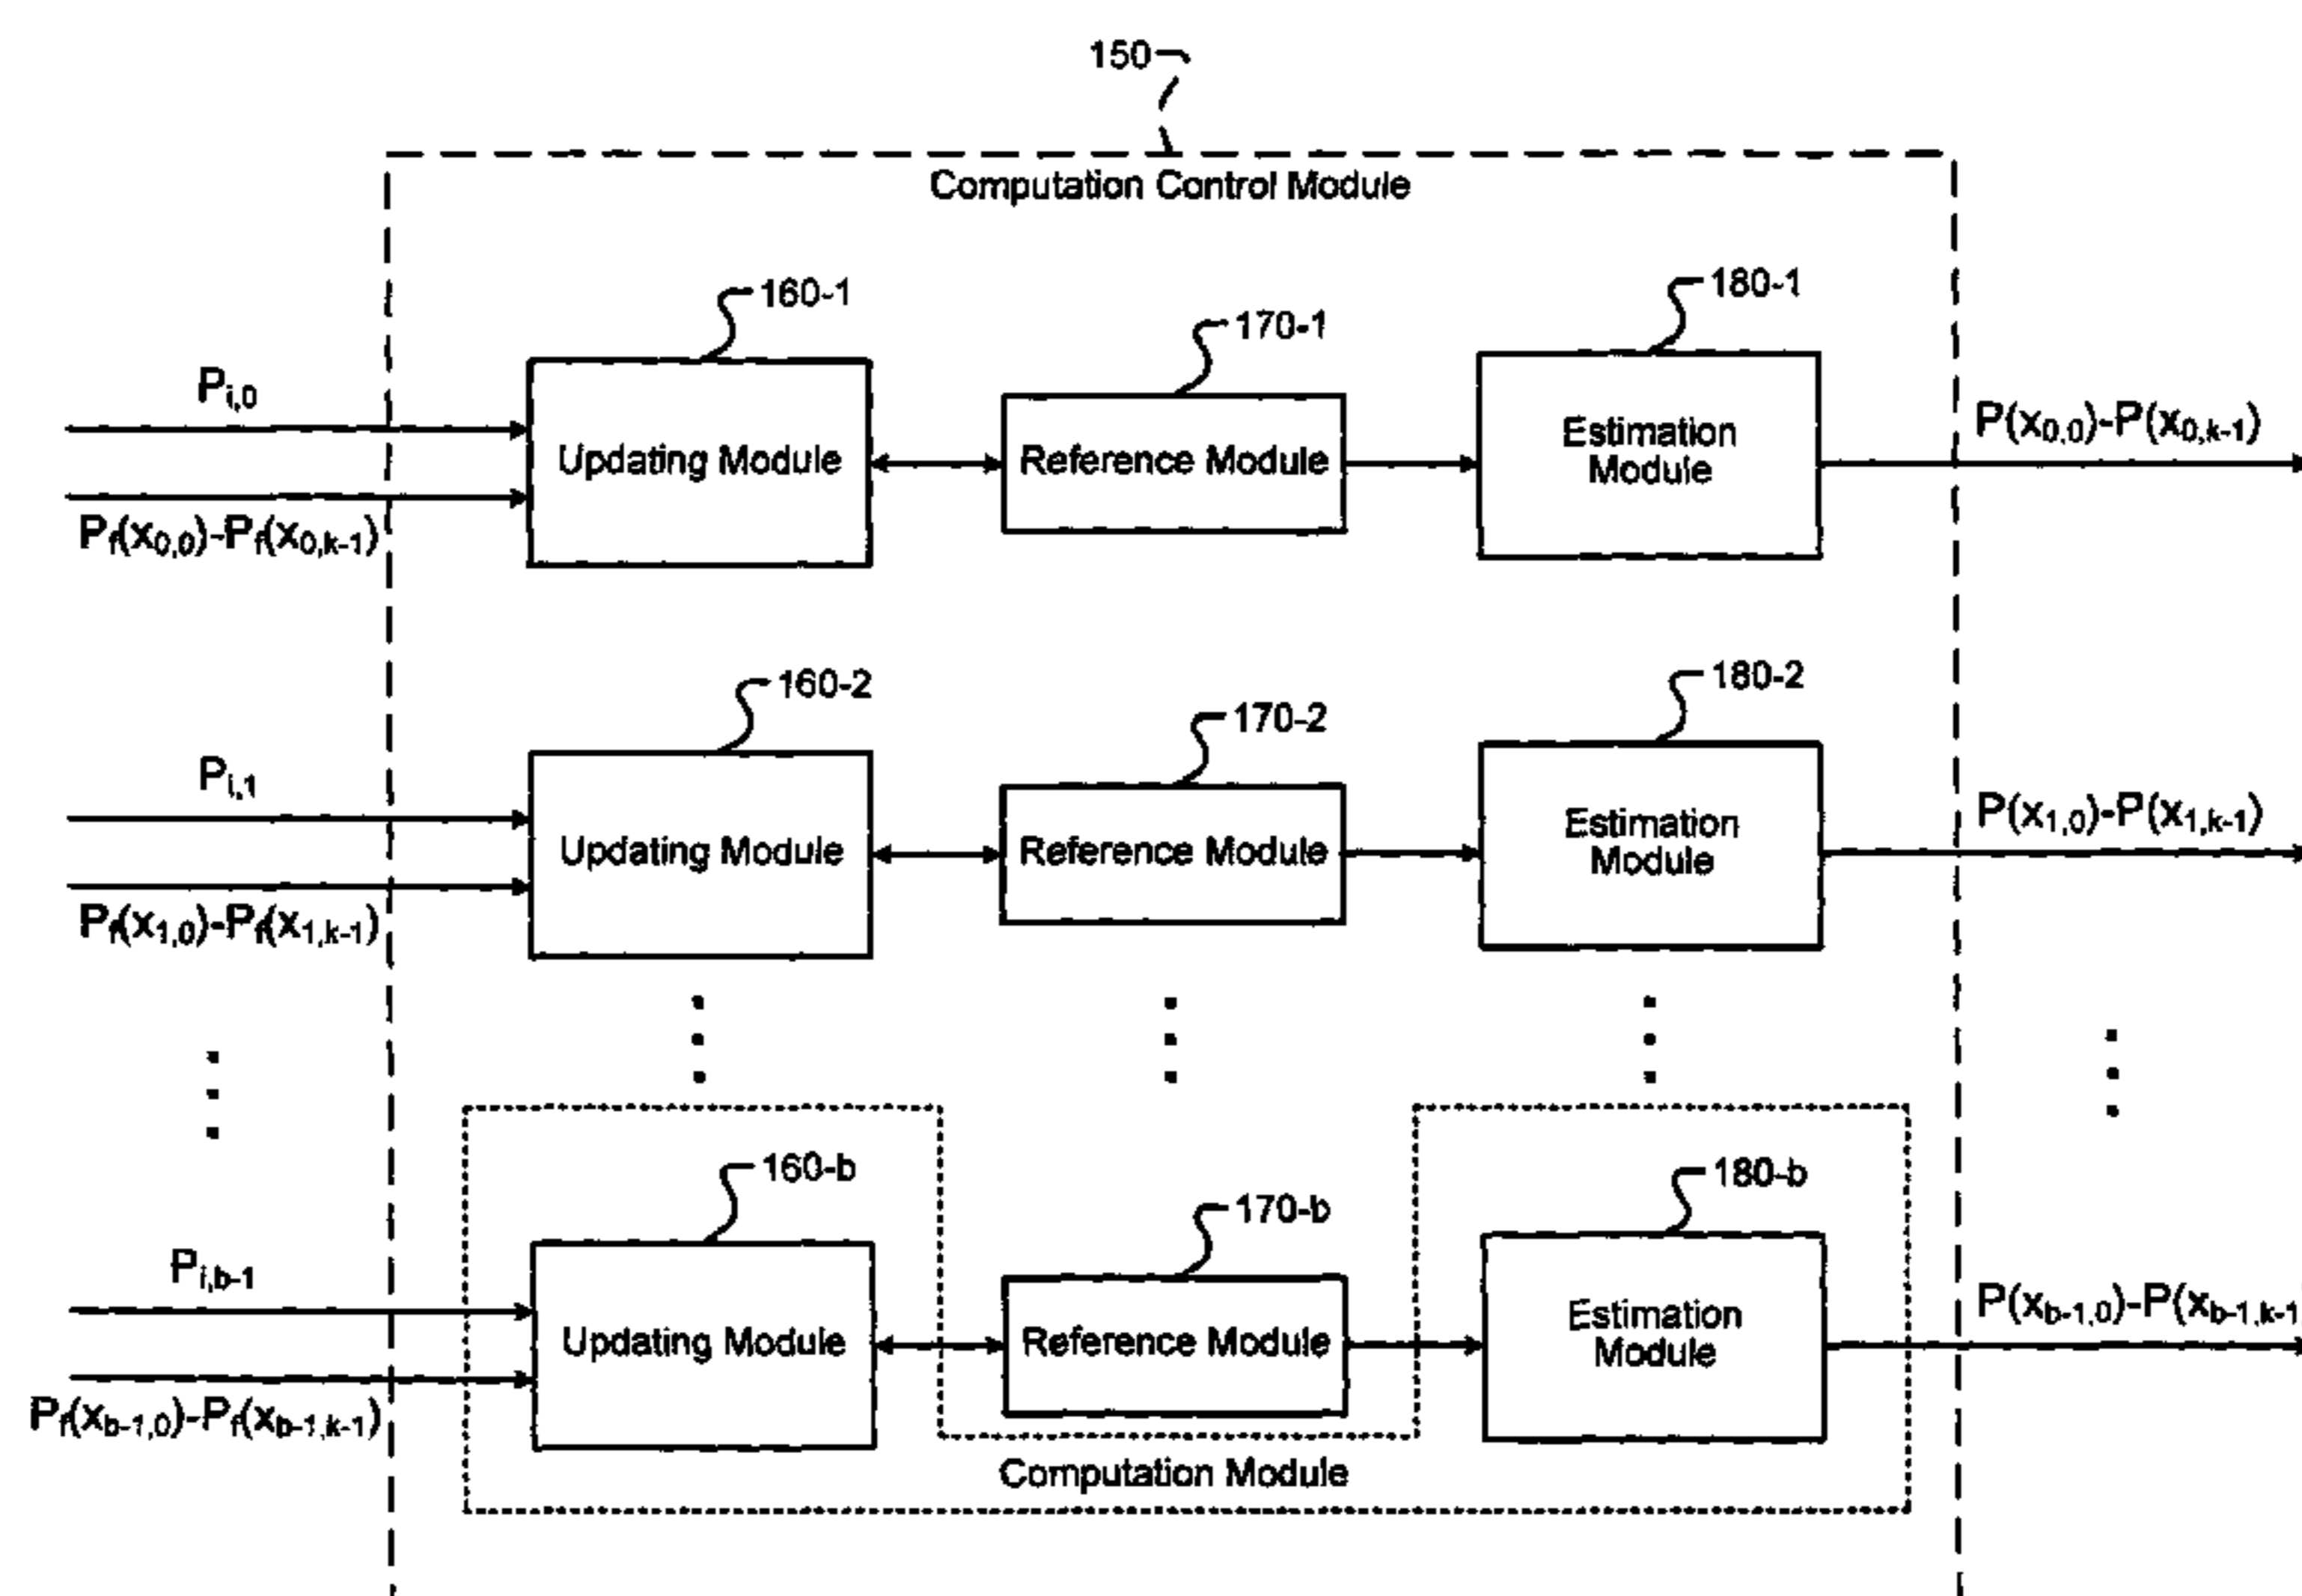 150
Computation Control Module
160-1
170-1
180-1
Pi,0
Updating Module
Reference Module
Estimation
Module
P(x0,0)-P(x0,k-1)
Pf(x0,0)-Pf(x0,k-1)
160-2
170-2
180-2
Pi,1
Updating Module
Reference Module
Estimation
Module
P(x1,0)-P(x1,k-1)
Pf(x1,0)-Pf(x1,k-1)
160-b
170-b
180-b
Pi,b-1
Updating Module
Reference Module
Estimation
Module
P(xb-1,0)-P(xb-1,k-1
Pf(xb-1,0)-Pf(xb-1,k-1)
Computation Module